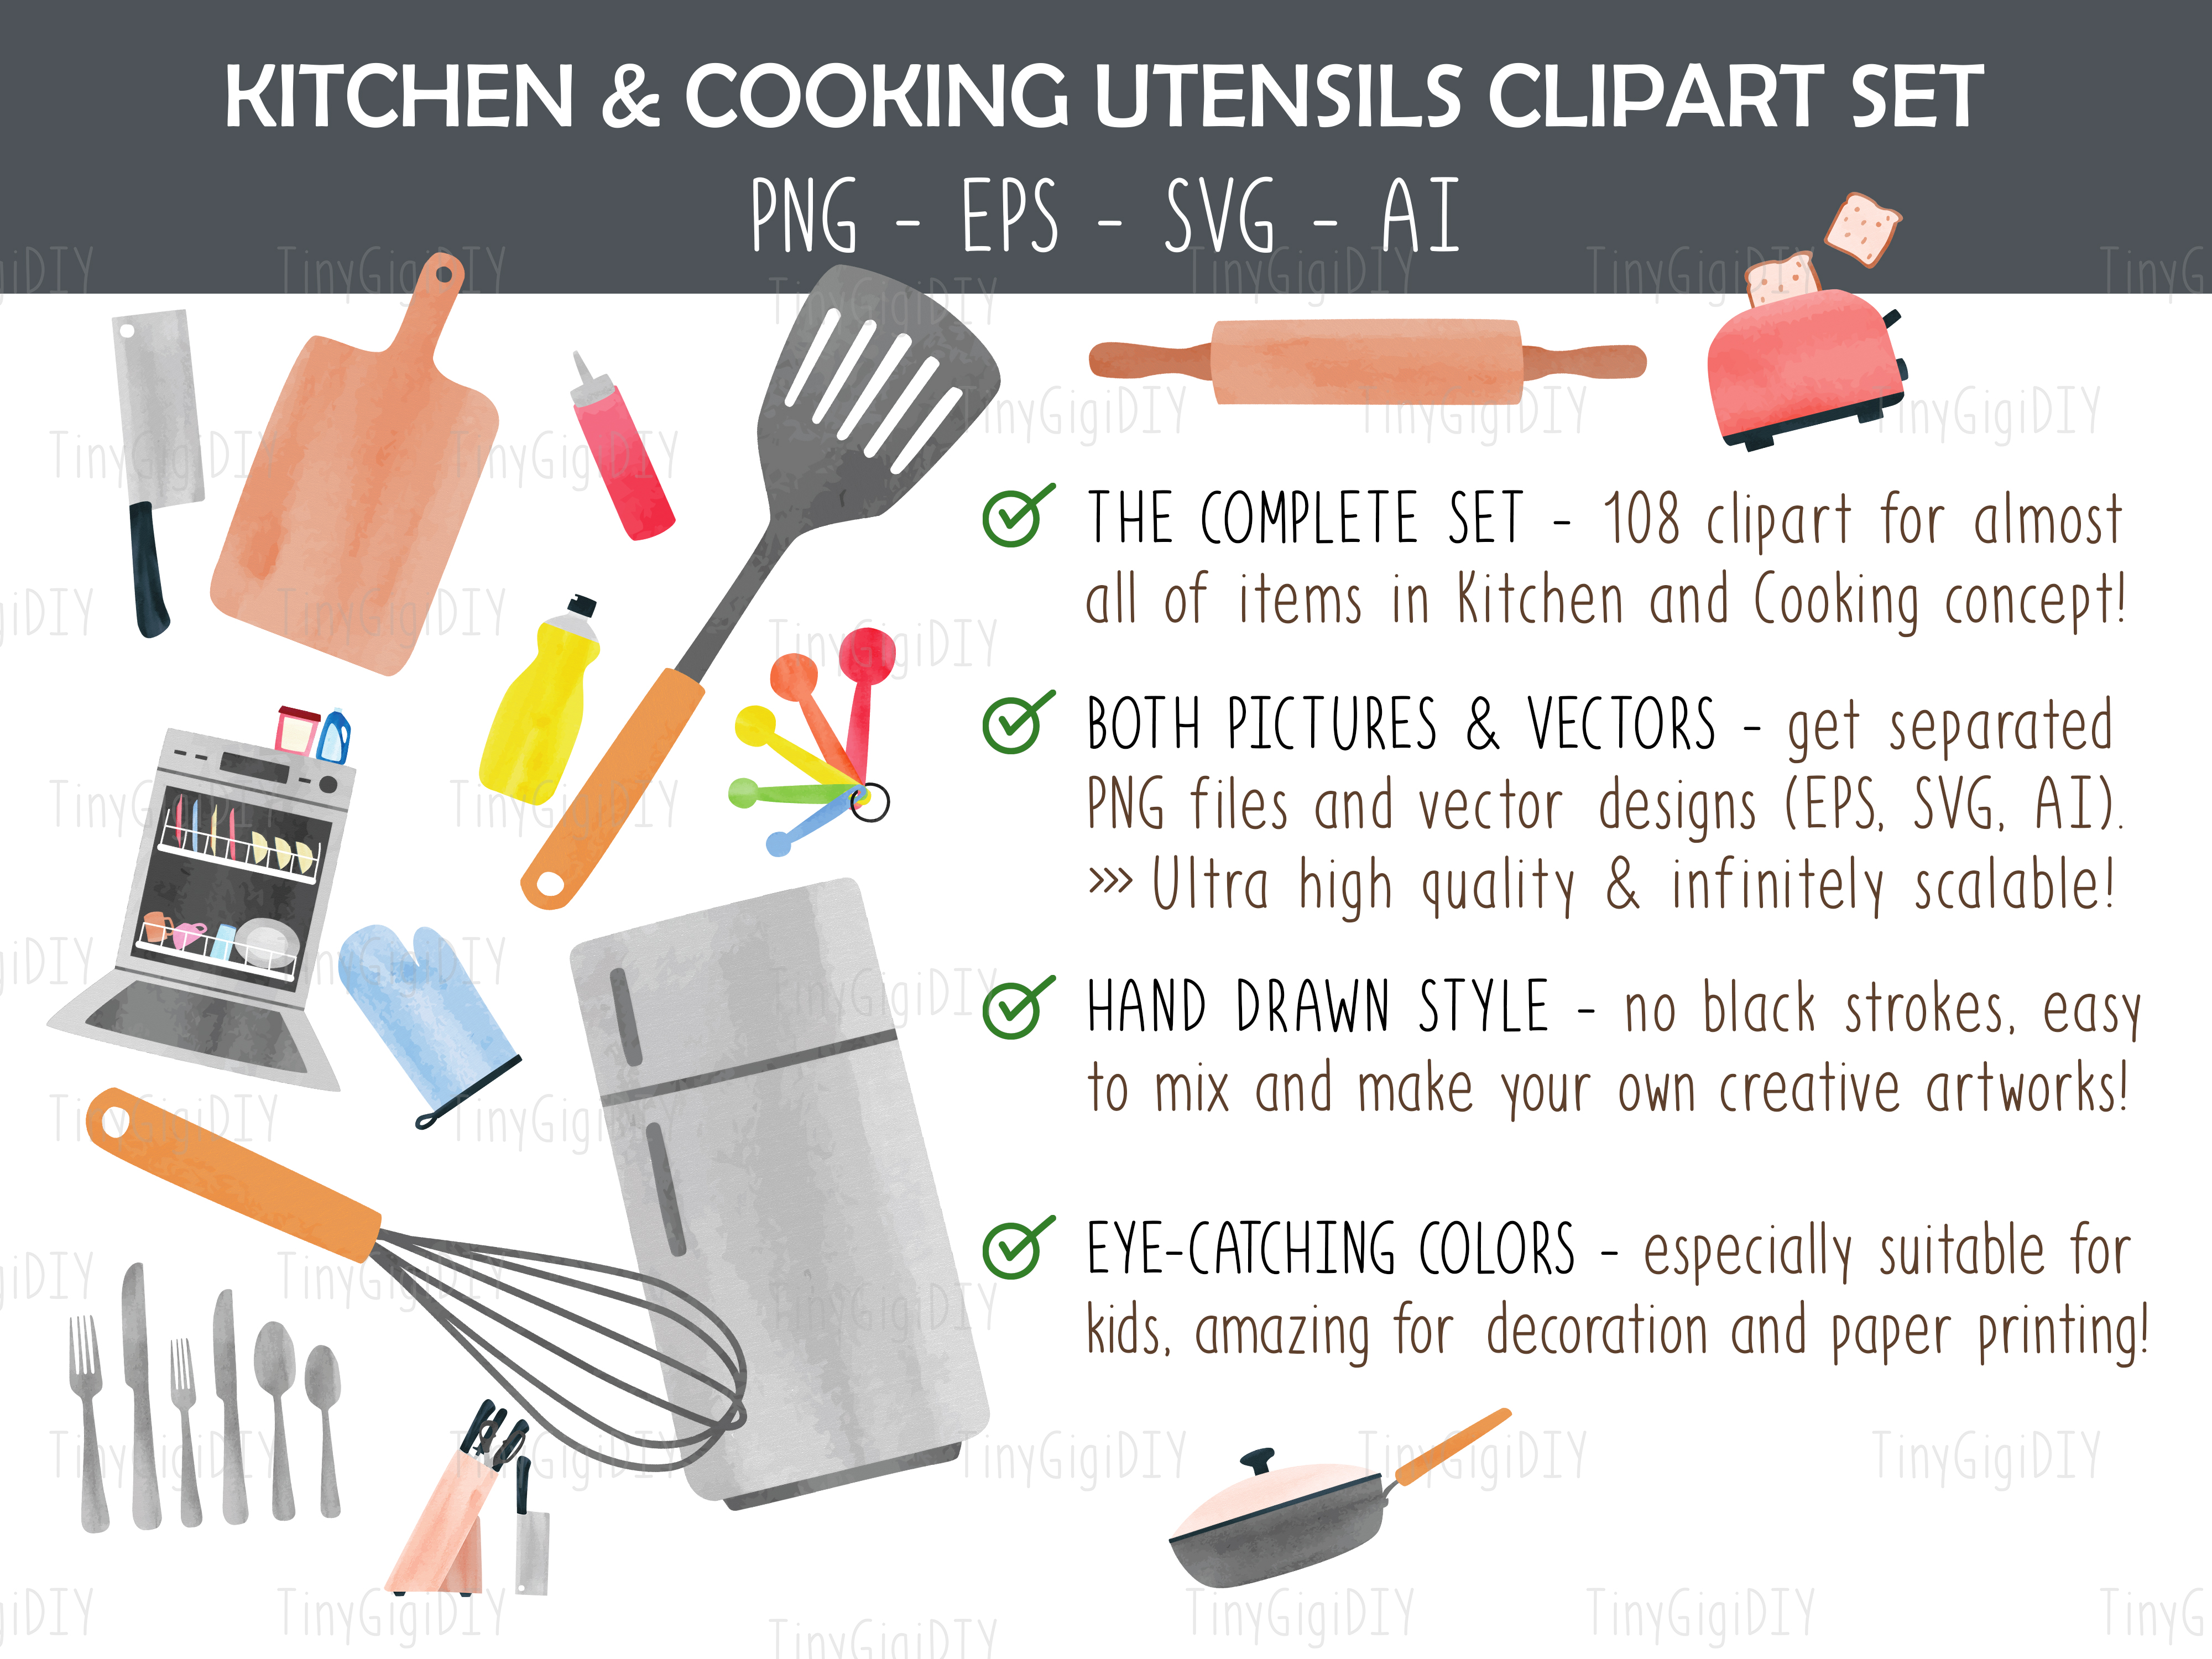 KITCHEN & COOKING UTENSILS CLIPART SET
PNG - EPS - SVG - AI
THE COMPLETE SET - 108 clipart for almost
all of items in Kitchen and Cooking concept!
BOTH PICTURES & VECTORS - get separated
PNG files and vector designs (EPS, SVG, AI).
>>> Ultra high quality & infinitely scalable!
HAND DRAWN STYLE - no black strokes, easy
to mix and make your own creative artworks!
EYE-CATCHING COLORS - especially suitable for
kids, amazing for decoration and paper printing!
TinyGigiDIY